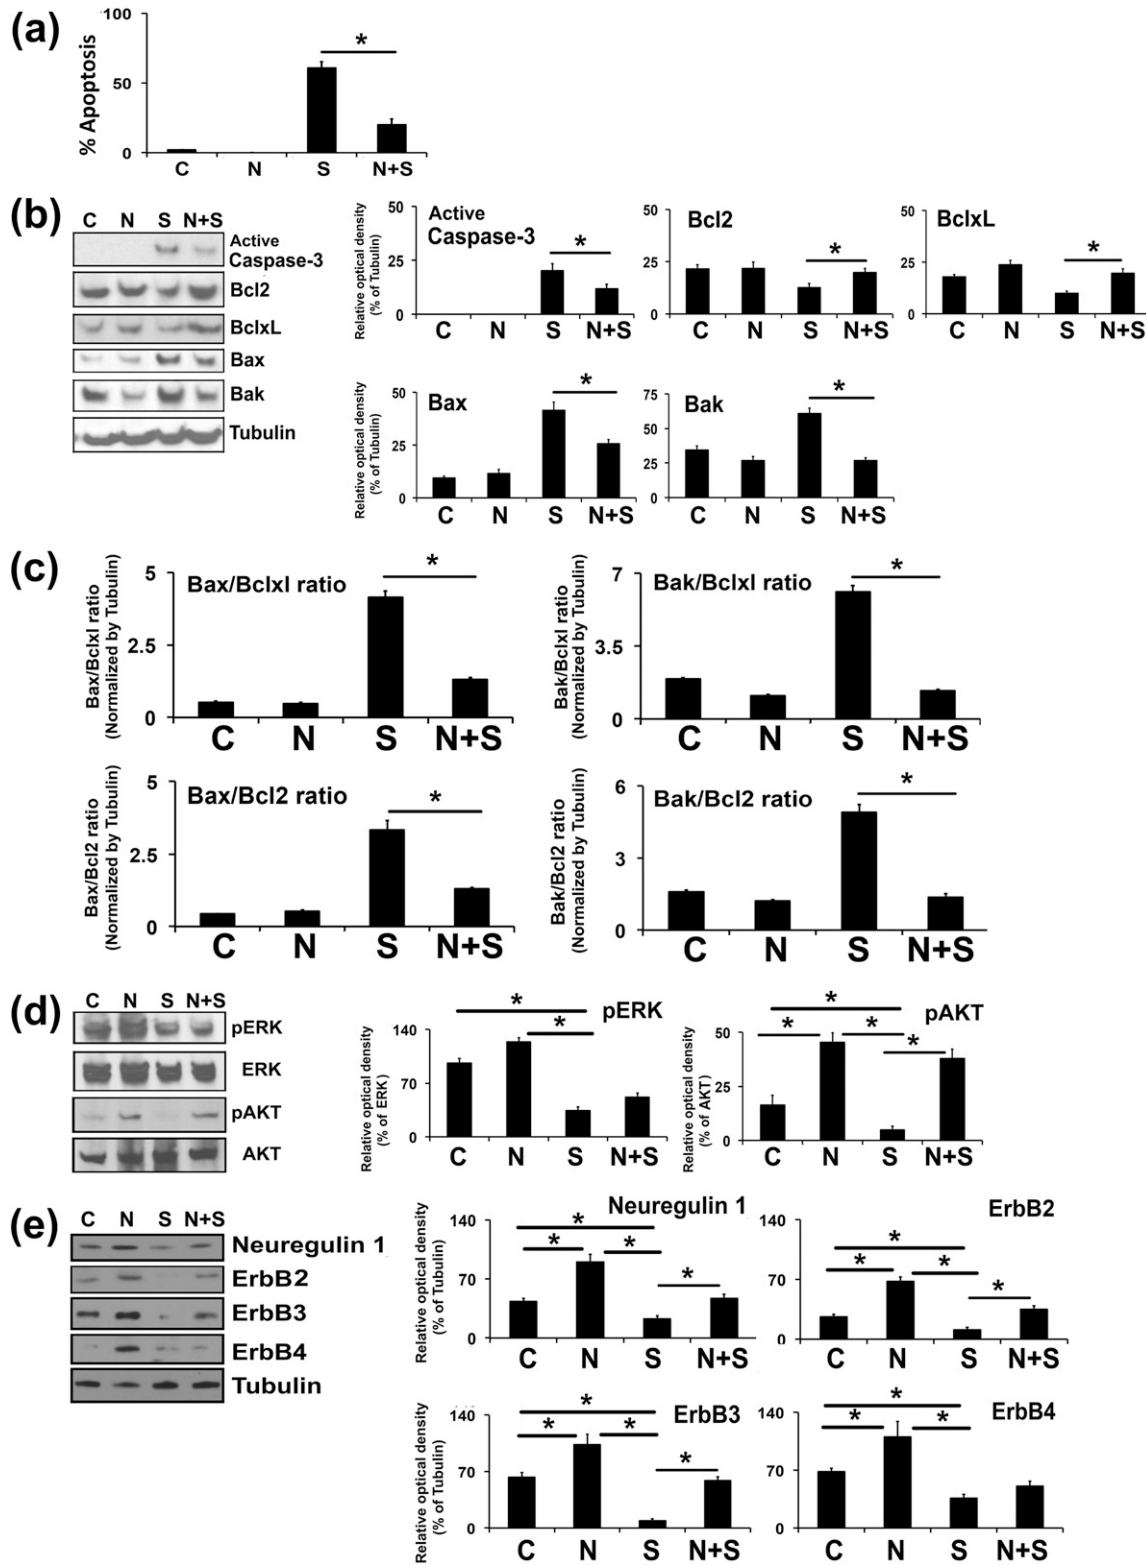 (a)
% Apoptosis
100
50
0
*
C N S N+S
(b)
C N S N+S
Active
Caspase-3
Bcl2
BclxL
Bax
Bak
Tubulin
Relative optical density
(% of Tubulin)
50
25
0
Active
Caspase-3
*
C N S N+S
50
25
0
Bcl2
*
C N S N+S
50
25
0
BclxL
*
C N S N+S
Relative optical density
(% of Tubulin)
50
25
0
Bax
*
C N S N+S
75
50
25
0
Bak
*
C N S N+S
(c)
Bax/Bclxl ratio
(Normalized by Tubulin)
5
2.5
0
Bax/Bclxl ratio
*
C N S N+S
Bak/Bclxl ratio
(Normalized by Tubulin)
7
3.5
0
Bak/Bclxl ratio
*
C N S N+S
Bax/Bcl2 ratio
(Normalized by Tubulin)
5
2.5
0
Bax/Bcl2 ratio
*
C N S N+S
Bak/Bcl2 ratio
(Normalized by Tubulin)
6
3
0
Bak/Bcl2 ratio
*
C N S N+S
(d)
C N S N+S
pERK
ERK
pAKT
AKT
Relative optical density
(% of ERK)
140
70
0
* pERK
*
C N S N+S
Relative optical density
(% of AKT)
50
25
0
* pAKT
* * *
C N S N+S
(e)
C N S N+S
Neuregulin 1
ErbB2
ErbB3
ErbB4
Tubulin
Relative optical density
(% of Tubulin)
140
70
0
Neuregulin 1
*
* * *
C N S N+S
140
70
0
ErbB2
*
* * *
C N S N+S
Relative optical density
(% of Tubulin)
140
70
0
* ErbB3
* * *
C N S N+S
140
70
0
* ErbB4
* *
C N S N+S